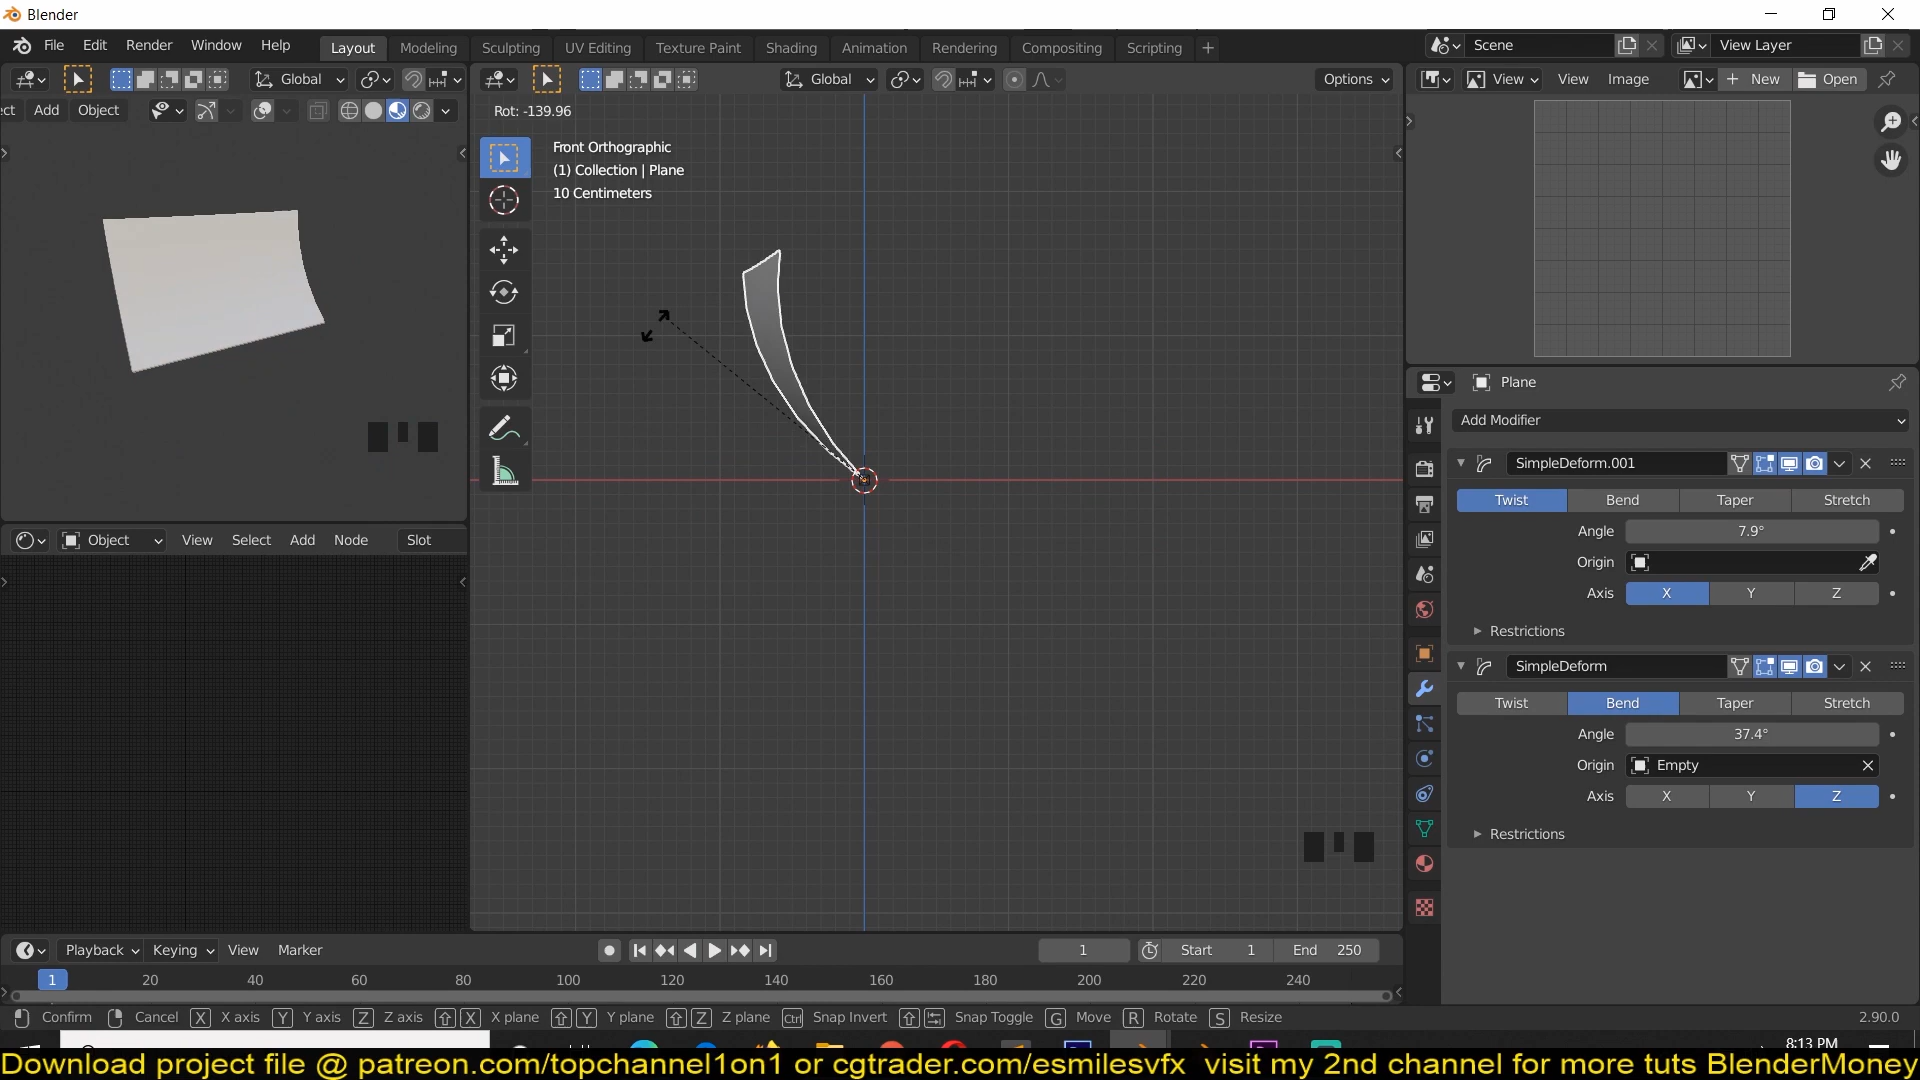 Blender
File Edit Render Window Help Layout Modeling Sculpting UV Editing Texture Paint Shading Animation Rendering Compositing Scripting + Scene View Layer
Global Global Options View View Image New Open
ect Add Object
Rot: -139.96
Front Orthographic
(1) Collection | Plane
10 Centimeters
Plane
Add Modifier
SimpleDeform.001
Twist Bend Taper Stretch
Angle 7.9°
Origin
Axis X Y Z
Restrictions
SimpleDeform
Twist Bend Taper Stretch
Angle 37.4°
Origin Empty
Axis X Y Z
Restrictions
Object View Select Add Node Slot
Playback Keying View Marker 1 Start 1 End 250
1 20 40 60 80 100 120 140 160 180 200 220 240
Confirm Cancel X X axis Y Y axis Z Z axis X X plane Y Y plane Z Z plane Ctrl Snap Invert Snap Toggle G Move R Rotate S Resize 2.90.0
8:13 PM
Download project file @ patreon.com/topchannel1on1 or cgtrader.com/esmilesvfx visit my 2nd channel for more tuts BlenderMoney